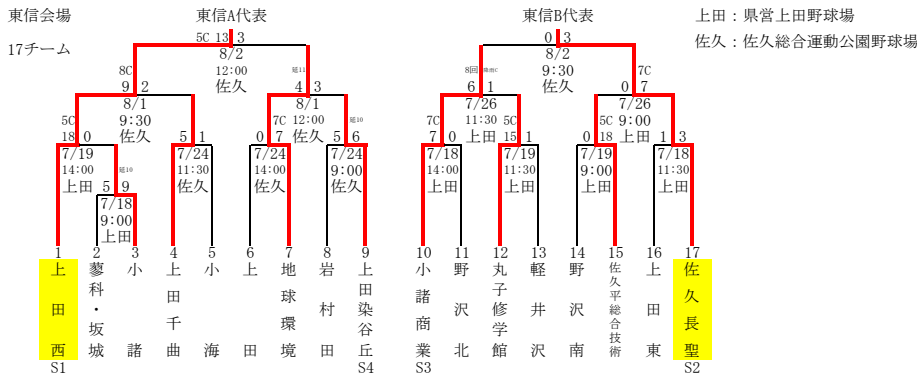 東信会場
東信A代表
東信B代表
上田：県営上田野球場
17チーム
佐久：佐久総合運動公園野球場
5C 13 3
8/2
12:00
佐久
0 3
8/2
9:30
佐久
8C
9 2
8/1
9:30
佐久
延11
4 3
8/1
12:00
佐久
8回
6 1
7/26
11:30
上田
7C
0 7
7/26
9:00
上田
5C
18 0
7/19
14:00
上田
5 1
7/24
11:30
佐久
7C
0 7
7/24
14:00
佐久
延10
5 6
7/24
9:00
佐久
7C
7 0
7/18
14:00
上田
5C
15 1
7/19
11:30
上田
5C
0 18
7/19
9:00
上田
1 3
7/18
11:30
上田
延10
5 9
7/18
9:00
上田
1 2 3 4 5 6 7 8 9 10 11 12 13 14 15 16 17
上田西
蓼科・坂城
小諸
上田千曲
小海
上田
地球環境
岩村田
上田染谷丘
小諸商業
野沢北
丸子修学館
軽井沢
野沢南
佐久平総合技術
上田東
佐久長聖
S1 S4 S3 S2